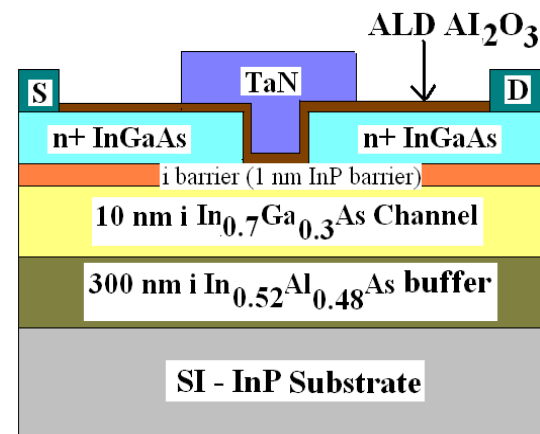 ALD Al₂O₃
TaN
S
D
n+ InGaAs
n+ InGaAs
i barrier (1 nm InP barrier)
10 nm i In₀.₇Ga₀.₃As Channel
300 nm i In₀.₅₂Al₀.₄₈As buffer
SI - InP Substrate